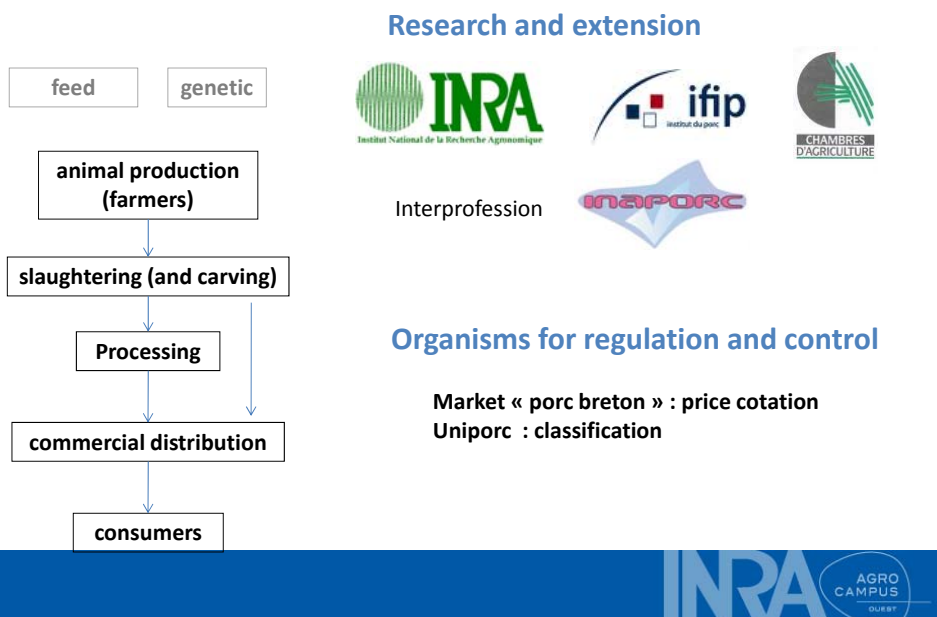 Research and extension
feed
genetic
INRA
Institut National de la Recherche Agronomique
ifip
institut du porc
CHAMBRES
D'AGRICULTURE
animal production
(farmers)
Interprofession
INAPORC
slaughtering (and carving)
Processing
Organisms for regulation and control
Market « porc breton » : price cotation
Uniporc : classification
commercial distribution
consumers
INRA
AGRO
CAMPUS
OUEST